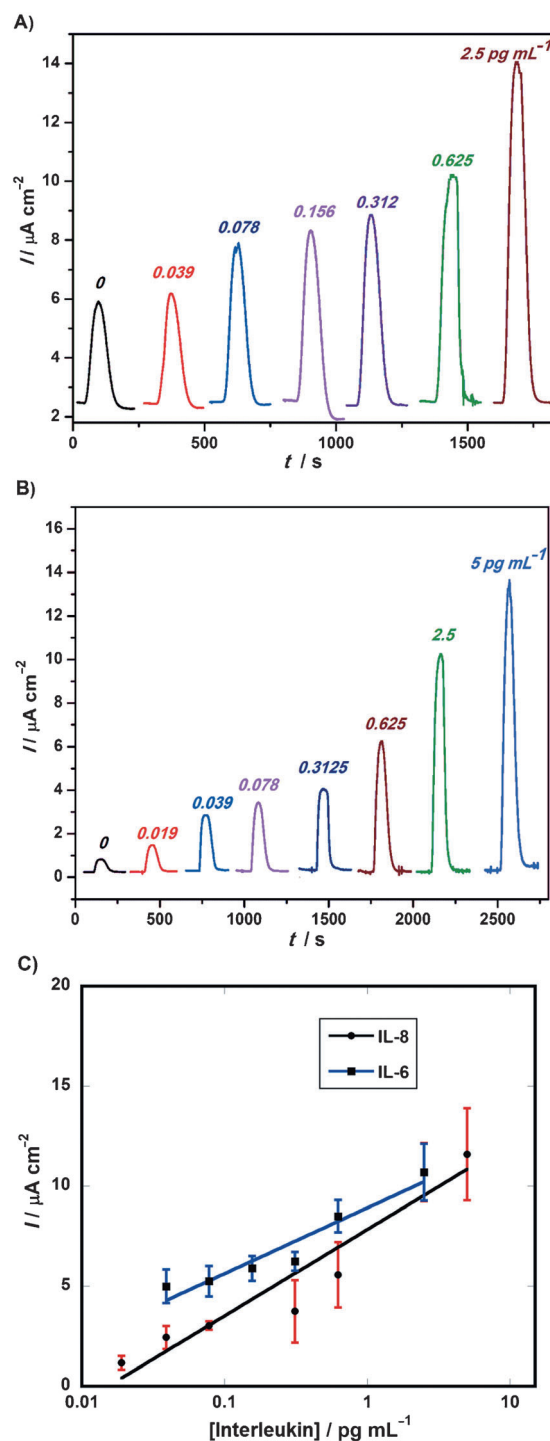 A)
2.5 pg mL⁻¹
0.625
0.312
0.156
0.078
0.039
0
14
12
10
8
6
4
2
I / µA cm⁻²
0 500 1000 1500
t / s
B)
5 pg mL⁻¹
2.5
0.625
0.3125
0.078
0.039
0.019
0
16
14
12
10
8
6
4
2
0
I / µA cm⁻²
0 500 1000 1500 2000 2500
t / s
C)
20
15
10
5
0
I / µA cm⁻²
IL-8
IL-6
0.01 0.1 1 10
[Interleukin] / pg mL⁻¹